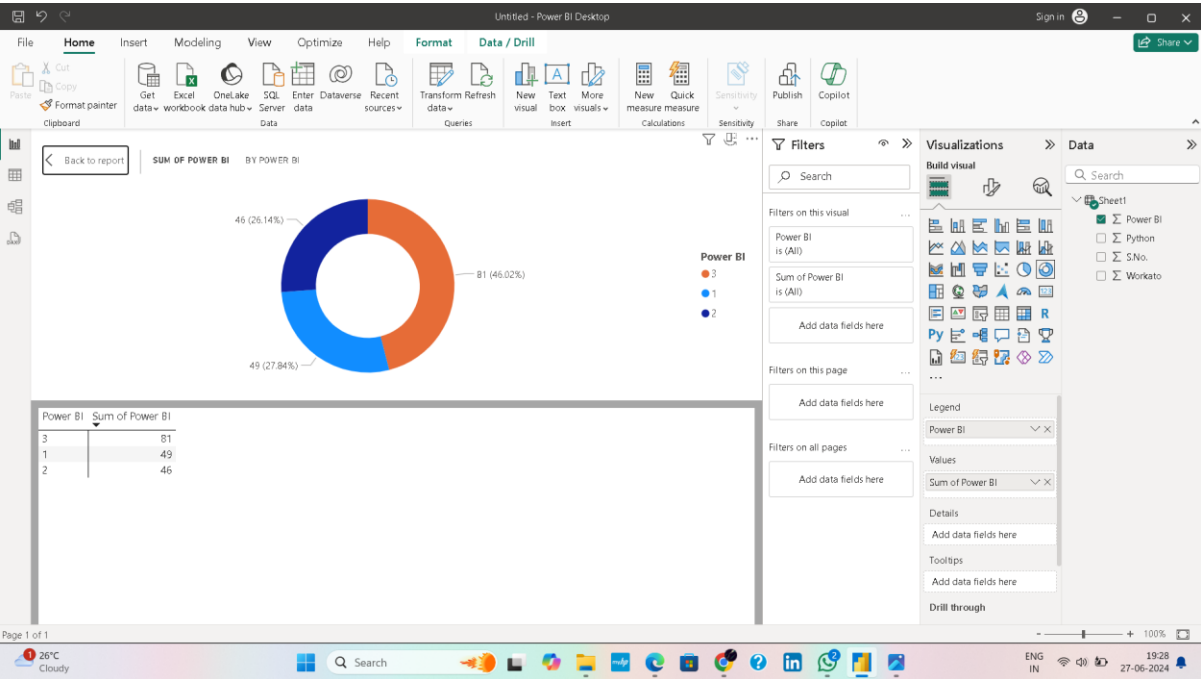 Untitled - Power BI Desktop
Sign in
File Home Insert Modeling View Optimize Help Format Data / Drill
Share
Paste
Cut
Copy
Format painter
Clipboard
Get data
Excel workbook
OneLake data hub
SQL Server
Enter data
Dataverse
Recent sources
Data
Transform data
Refresh
Queries
New visual
Text box
More visuals
Insert
New measure
Quick measure
Calculations
Sensitivity
Sensitivity
Publish
Share
Copilot
Copilot
Back to report
SUM OF POWER BI BY POWER BI
46 (26.14%)
81 (46.02%)
49 (27.84%)
Power BI
3
1
2
Power BI Sum of Power BI
3 81
1 49
2 46
Filters
Search
Filters on this visual
Power BI
is (All)
Sum of Power BI
is (All)
Add data fields here
Filters on this page
Add data fields here
Filters on all pages
Add data fields here
Visualizations
Build visual
R
Py
Legend
Power BI
Values
Sum of Power BI
Details
Add data fields here
Tooltips
Add data fields here
Drill through
Data
Search
Sheet1
Power BI
Python
S.No.
Workato
Page 1 of 1
100%
1
26°C
Cloudy
Search
2
ENG
IN
19:28
27-06-2024